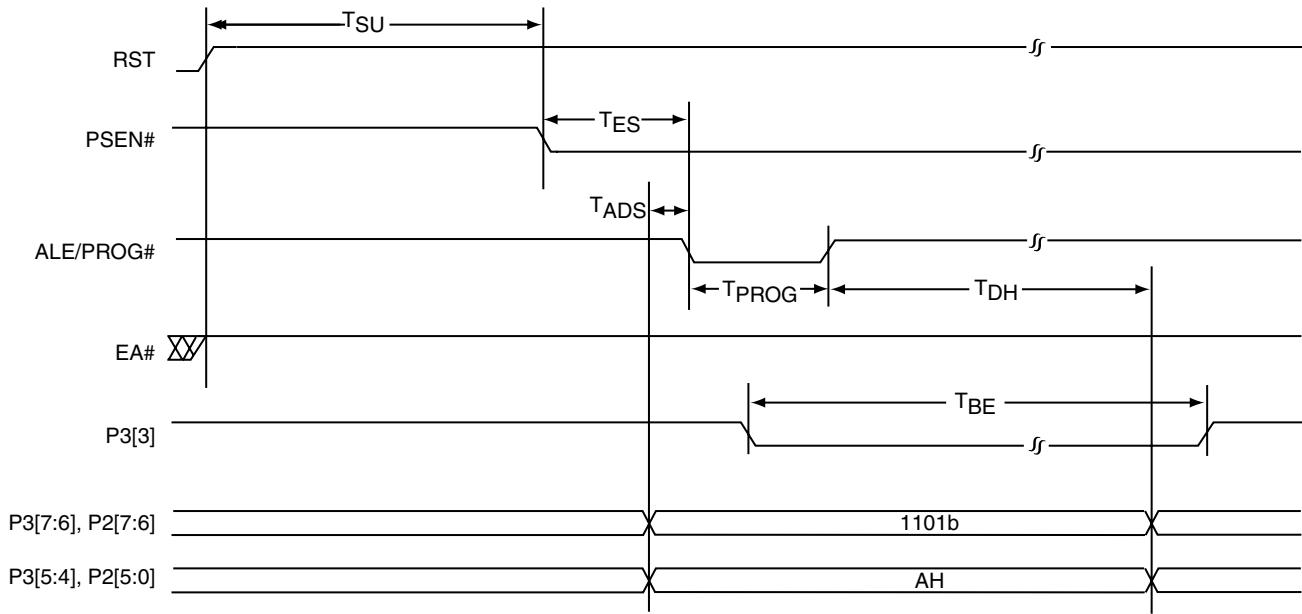 TSU
RST
TES
PSEN#
TADS
ALE/PROG#
TPROG
TDH
EA#
TBE
P3[3]
P3[7:6], P2[7:6]
1101b
P3[5:4], P2[5:0]
AH